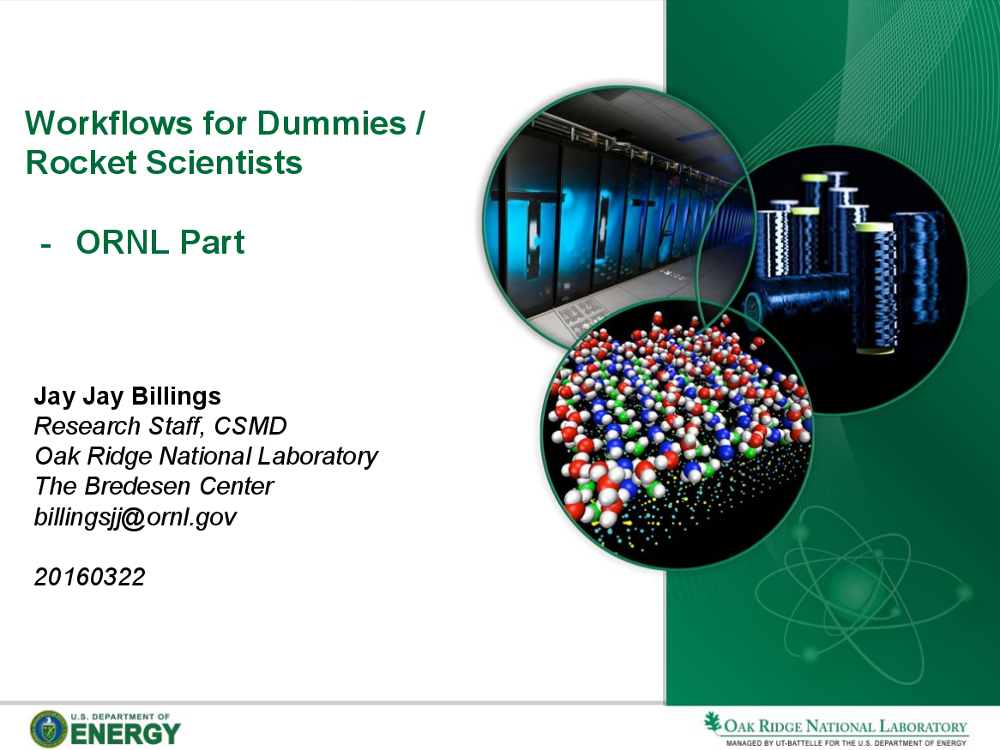 Workflows for Dummies /
Rocket Scientists
- ORNL Part
Jay Jay Billings
Research Staff, CSMD
Oak Ridge National Laboratory
The Bredesen Center
billingsjj@ornl.gov
20160322
U.S. DEPARTMENT OF
ENERGY
OAK RIDGE NATIONAL LABORATORY
MANAGED BY UT-BATTELLE FOR THE U.S. DEPARTMENT OF ENERGY